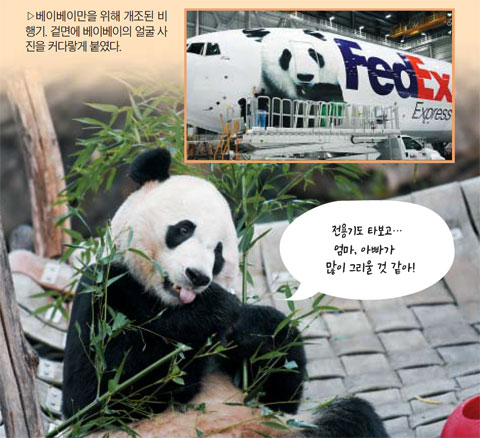 ▷베이베이만을 위해 개조된 비
행기. 겉면에 베이베이의 얼굴 사
진을 커다랗게 붙였다.
FedEx
Express
전용기도 타보고…
엄마, 아빠가
많이 그리울 것 같아!